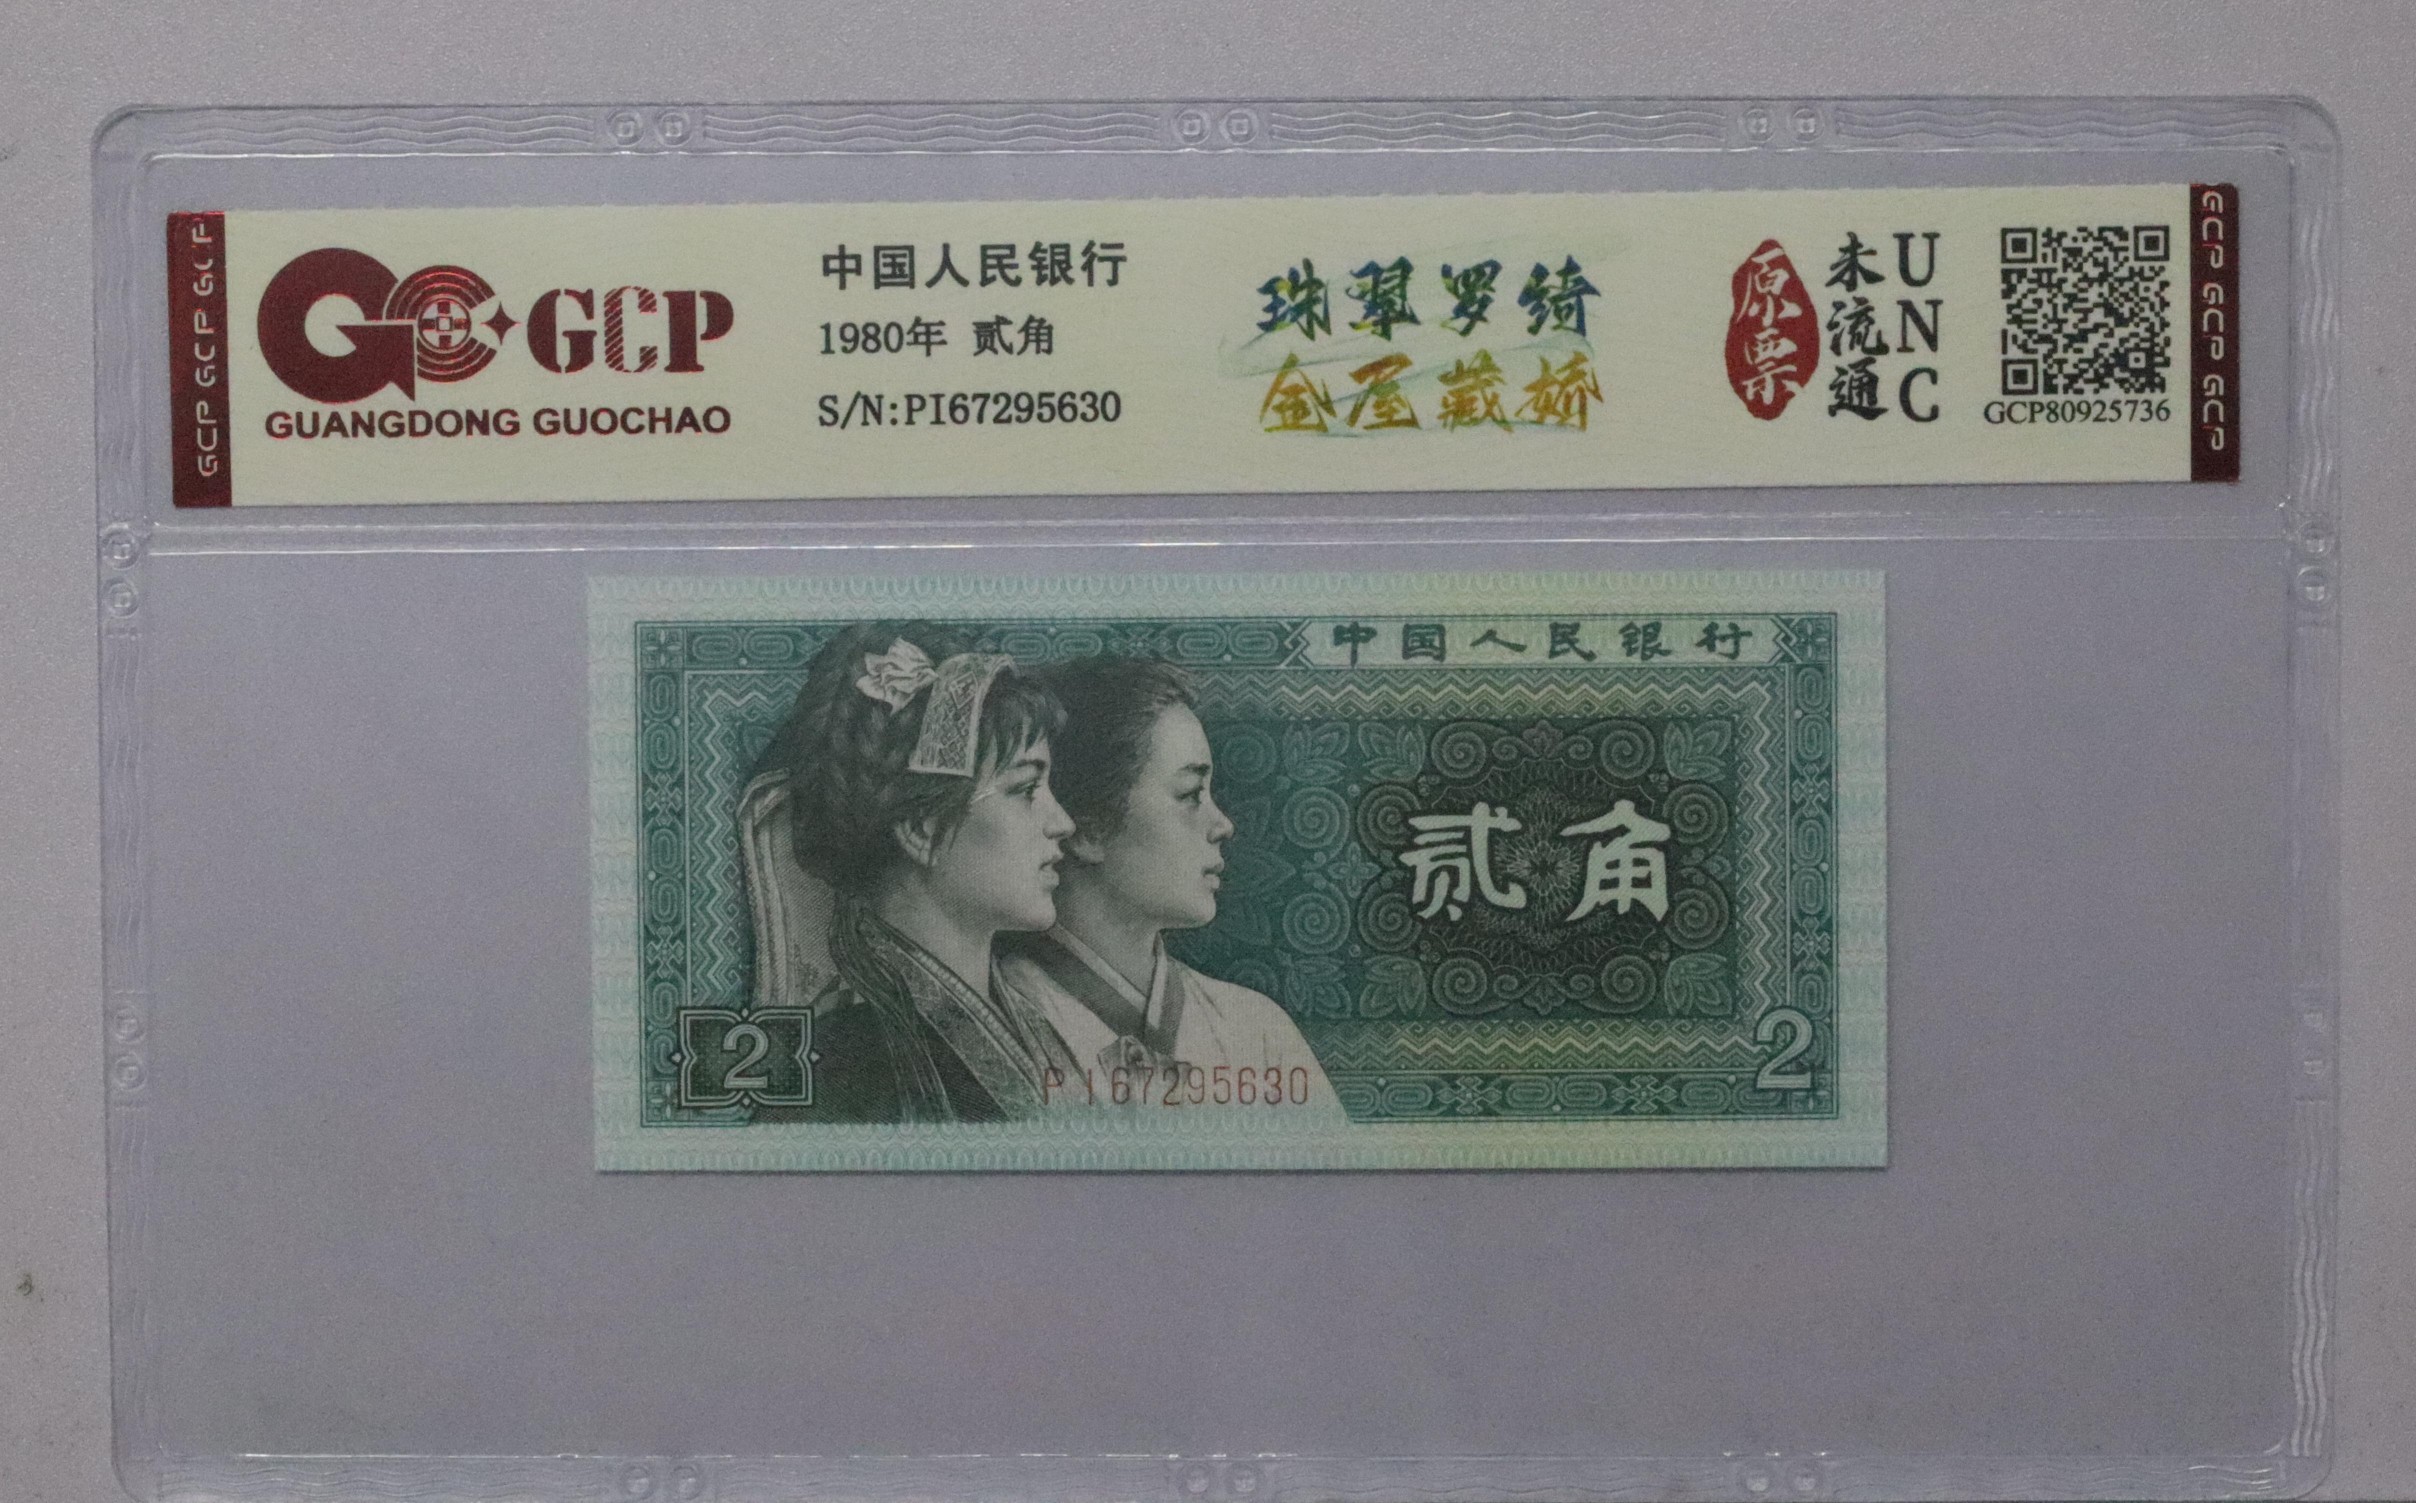 GCP GCP GCP
GCP
GUANGDONG GUOCHAO
中国人民银行
1980年 贰角
S/N:PI67295630
珠翠罗绮
金屋藏娇
原票
未流通
UNC
GCP80925736
GCP GCP GCP
中国人民银行
贰角
2
PI67295630
2